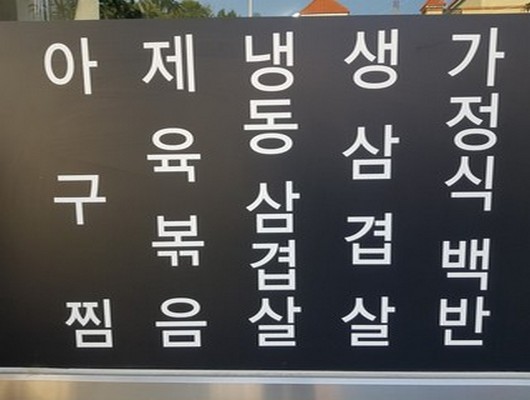 아구찜
제육볶음
냉동삼겹살
생삼겹살
가정식 백반